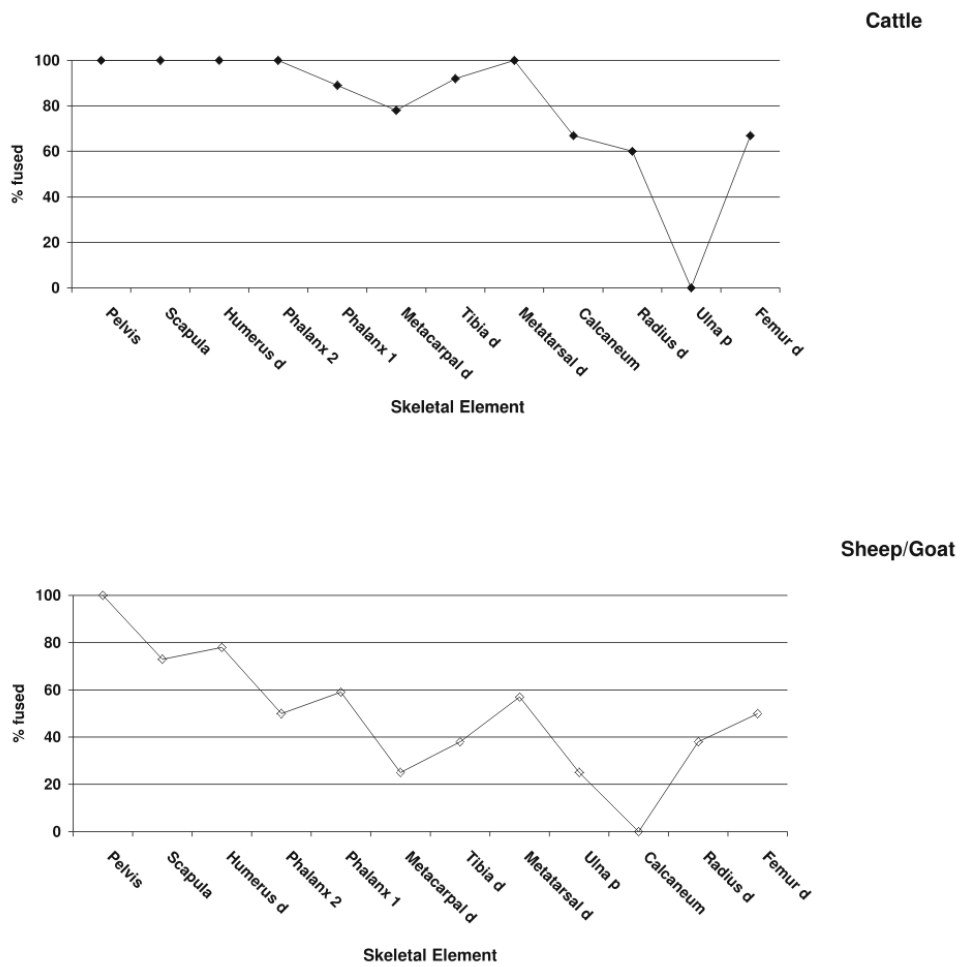 Cattle
100
80
60
40
20
0
% fused
Pelvis
Scapula
Humerus d
Phalanx 2
Phalanx 1
Metacarpal d
Tibia d
Metatarsal d
Calcaneum
Radius d
Ulna p
Femur d
Skeletal Element
Sheep/Goat
100
80
60
40
20
0
% fused
Pelvis
Scapula
Humerus d
Phalanx 2
Phalanx 1
Metacarpal d
Tibia d
Metatarsal d
Ulna p
Calcaneum
Radius d
Femur d
Skeletal Element